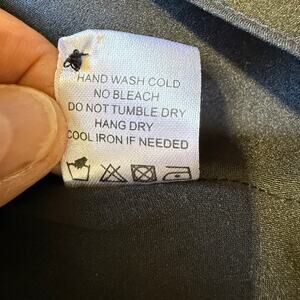 HAND WASH COLD
NO BLEACH
DO NOT TUMBLE DRY
HANG DRY
COOL IRON IF NEEDED